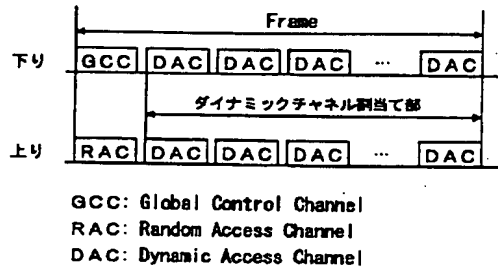 Frame
下り GCC DAC DAC DAC … DAC
ダイナミックチャネル割当て部
上り RAC DAC DAC DAC … DAC
GCC: Global Control Channel
RAC: Random Access Channel
DAC: Dynamic Access Channel